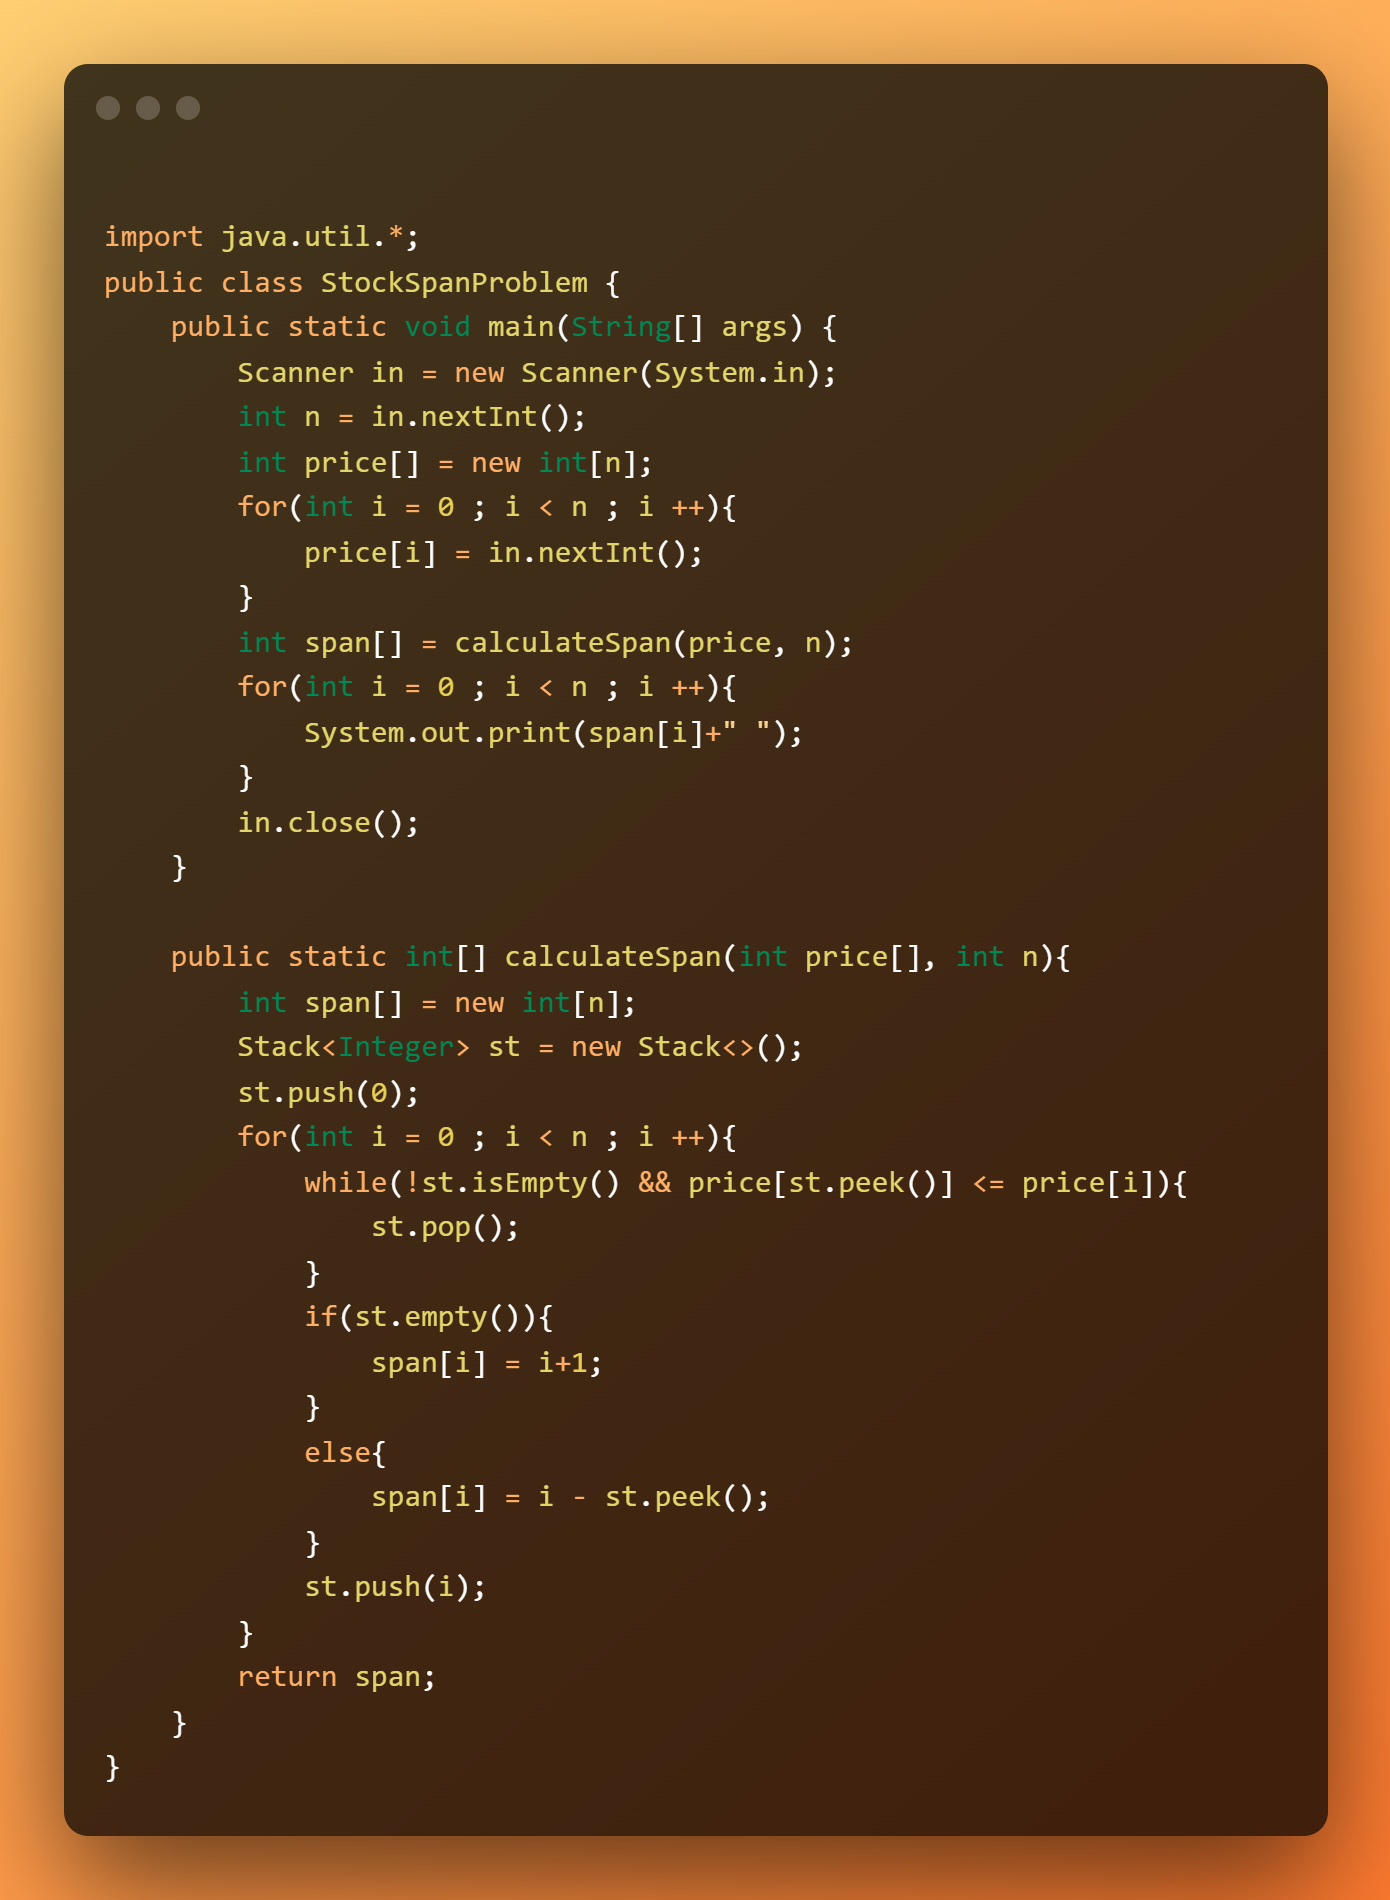 import java.util.*;
public class StockSpanProblem {
    public static void main(String[] args) {
        Scanner in = new Scanner(System.in);
        int n = in.nextInt();
        int price[] = new int[n];
        for(int i = 0 ; i < n ; i ++){
            price[i] = in.nextInt();
        }
        int span[] = calculateSpan(price, n);
        for(int i = 0 ; i < n ; i ++){
            System.out.print(span[i]+" ");
        }
        in.close();
    }

    public static int[] calculateSpan(int price[], int n){
        int span[] = new int[n];
        Stack<Integer> st = new Stack<>();
        st.push(0);
        for(int i = 0 ; i < n ; i ++){
            while(!st.isEmpty() && price[st.peek()] <= price[i]){
                st.pop();
            }
            if(st.empty()){
                span[i] = i+1;
            }
            else{
                span[i] = i - st.peek();
            }
            st.push(i);
        }
        return span;
    }
}